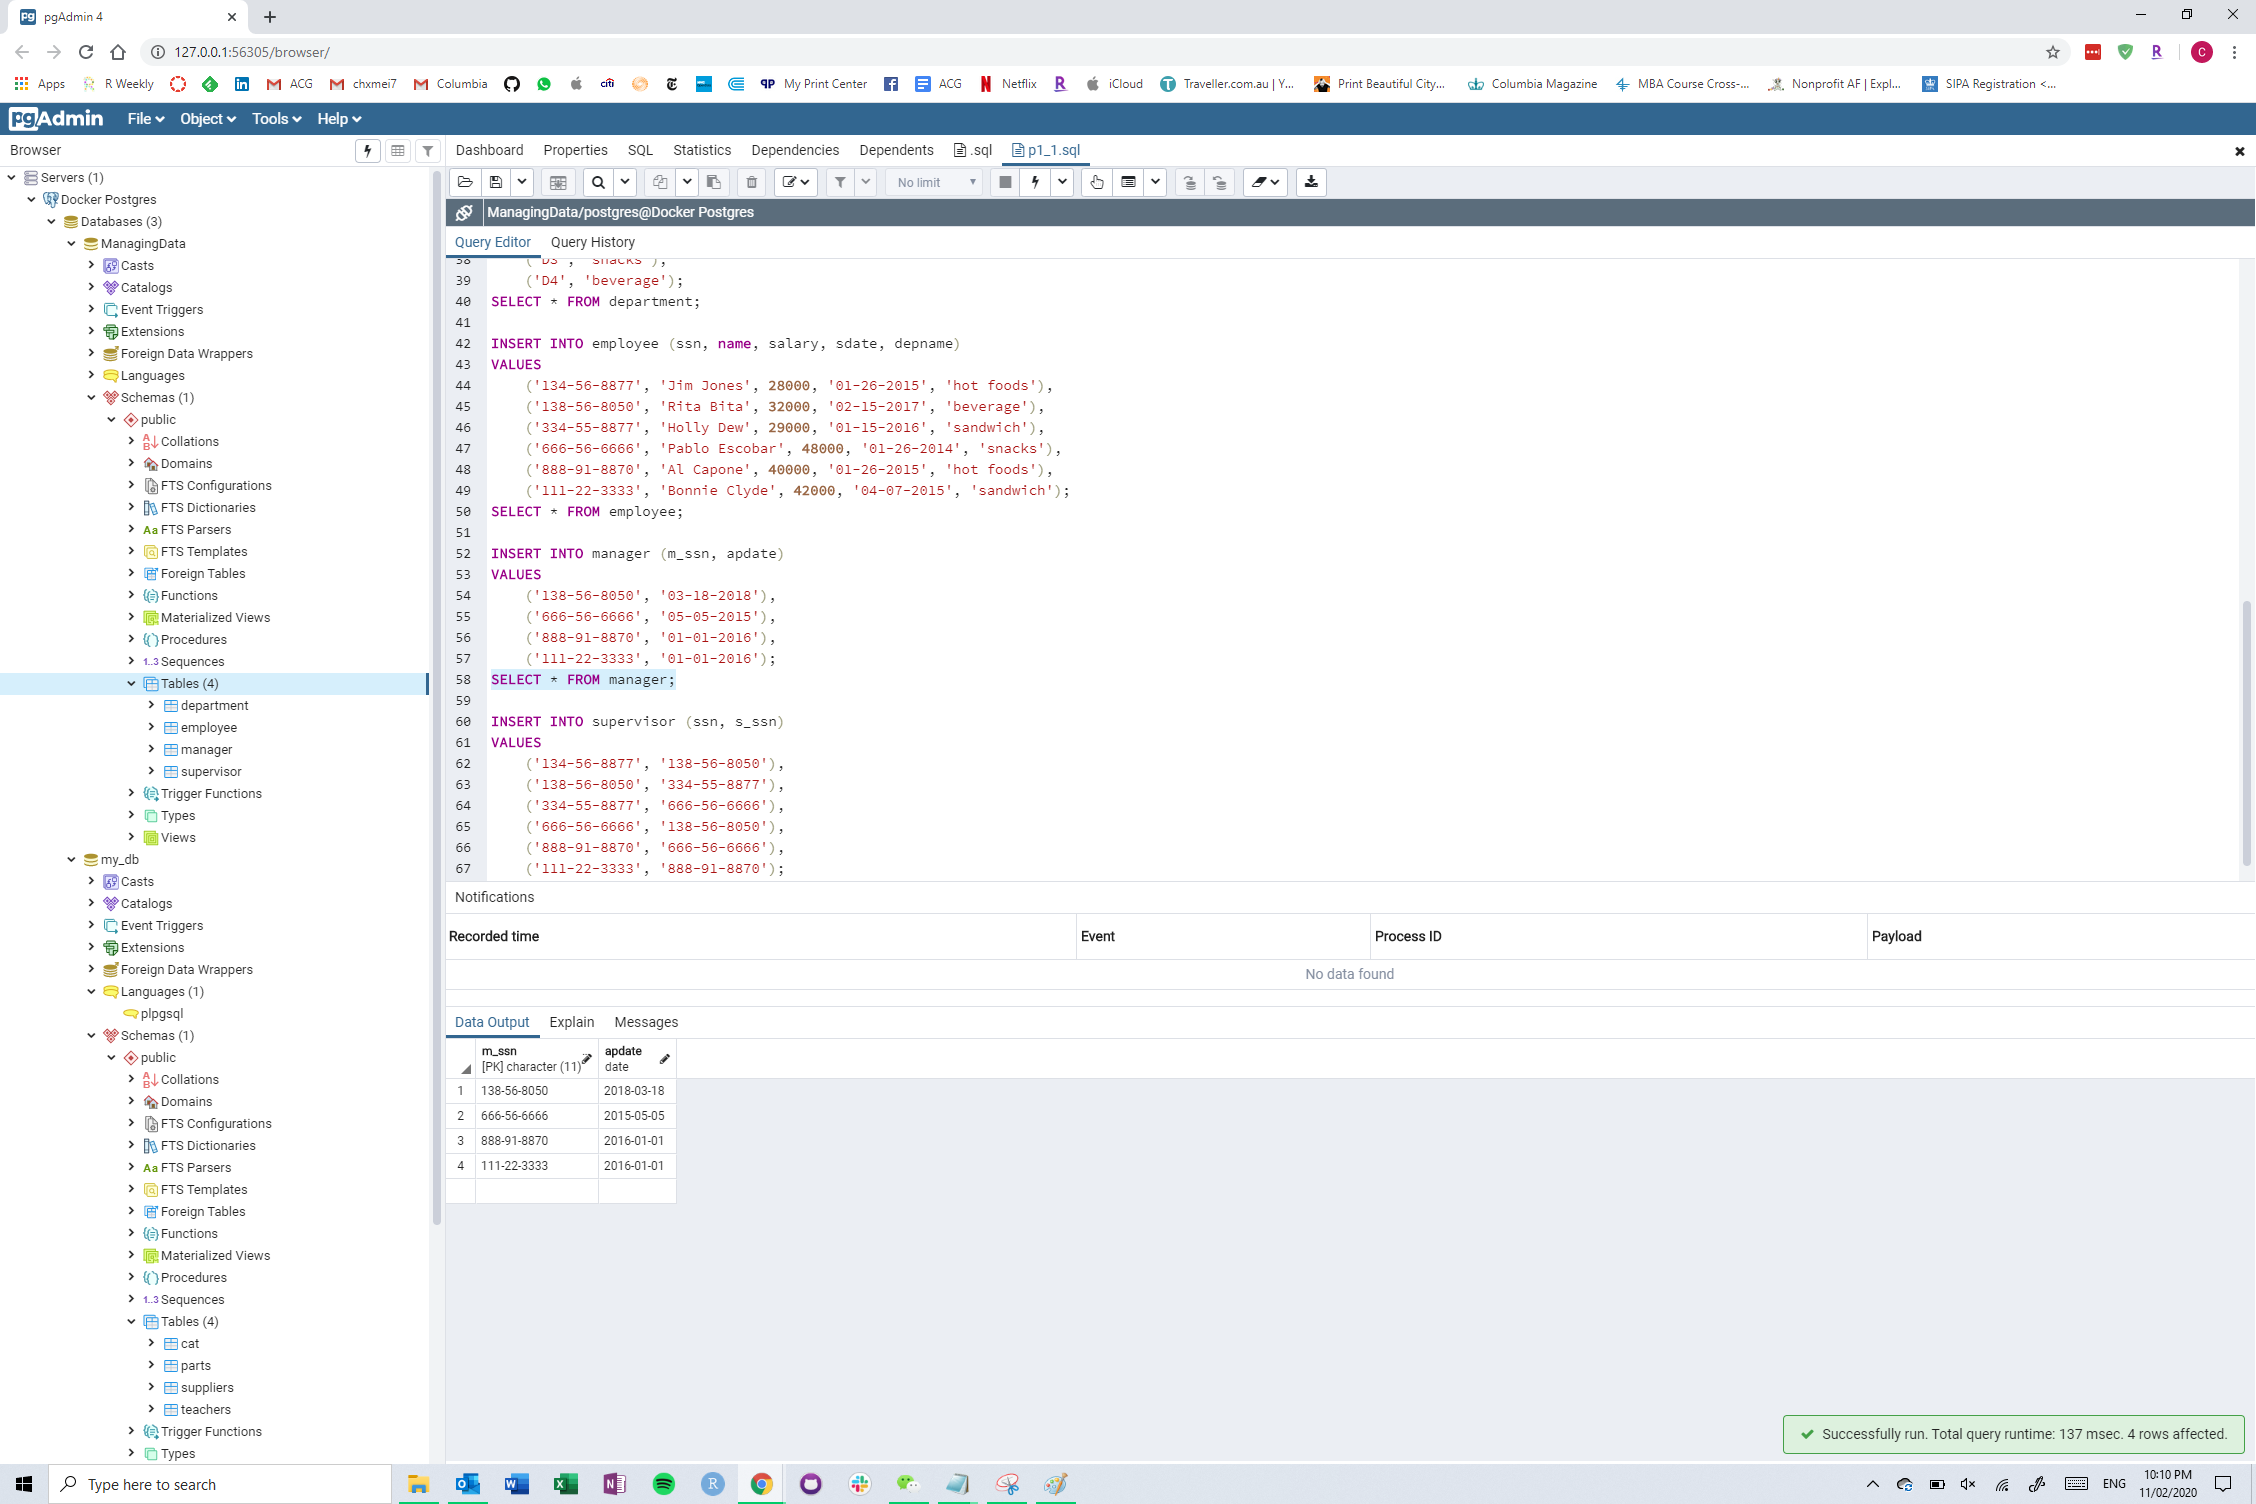 pgAdmin 4
127.0.0.1:56305/browser/
Apps R Weekly ACG chxmei7 Columbia My Print Center ACG Netflix iCloud Traveller.com.au | Y... Print Beautiful City... Columbia Magazine MBA Course Cross-... Nonprofit AF | Expl... SIPA Registration <...
pgAdmin File Object Tools Help
Browser
Dashboard Properties SQL Statistics Dependencies Dependents .sql p1_1.sql
No limit
ManagingData/postgres@Docker Postgres
Query Editor Query History
Servers (1)
Docker Postgres
Databases (3)
ManagingData
Casts
Catalogs
Event Triggers
Extensions
Foreign Data Wrappers
Languages
Schemas (1)
public
Collations
Domains
FTS Configurations
FTS Dictionaries
FTS Parsers
FTS Templates
Foreign Tables
Functions
Materialized Views
Procedures
Sequences
Tables (4)
department
employee
manager
supervisor
Trigger Functions
Types
Views
my_db
Casts
Catalogs
Event Triggers
Extensions
Foreign Data Wrappers
Languages (1)
plpgsql
Schemas (1)
public
Collations
Domains
FTS Configurations
FTS Dictionaries
FTS Parsers
FTS Templates
Foreign Tables
Functions
Materialized Views
Procedures
Sequences
Tables (4)
cat
parts
suppliers
teachers
Trigger Functions
Types
38 ('D3', 'snacks'),
39 ('D4', 'beverage');
40 SELECT * FROM department;
41
42 INSERT INTO employee (ssn, name, salary, sdate, depname)
43 VALUES
44 ('134-56-8877', 'Jim Jones', 28000, '01-26-2015', 'hot foods'),
45 ('138-56-8050', 'Rita Bita', 32000, '02-15-2017', 'beverage'),
46 ('334-55-8877', 'Holly Dew', 29000, '01-15-2016', 'sandwich'),
47 ('666-56-6666', 'Pablo Escobar', 48000, '01-26-2014', 'snacks'),
48 ('888-91-8870', 'Al Capone', 40000, '01-26-2015', 'hot foods'),
49 ('111-22-3333', 'Bonnie Clyde', 42000, '04-07-2015', 'sandwich');
50 SELECT * FROM employee;
51
52 INSERT INTO manager (m_ssn, apdate)
53 VALUES
54 ('138-56-8050', '03-18-2018'),
55 ('666-56-6666', '05-05-2015'),
56 ('888-91-8870', '01-01-2016'),
57 ('111-22-3333', '01-01-2016');
58 SELECT * FROM manager;
59
60 INSERT INTO supervisor (ssn, s_ssn)
61 VALUES
62 ('134-56-8877', '138-56-8050'),
63 ('138-56-8050', '334-55-8877'),
64 ('334-55-8877', '666-56-6666'),
65 ('666-56-6666', '138-56-8050'),
66 ('888-91-8870', '666-56-6666'),
67 ('111-22-3333', '888-91-8870');
Notifications
Recorded time Event Process ID Payload
No data found
Data Output Explain Messages
m_ssn apdate
[PK] character (11) date
1 138-56-8050 2018-03-18
2 666-56-6666 2015-05-05
3 888-91-8870 2016-01-01
4 111-22-3333 2016-01-01
Successfully run. Total query runtime: 137 msec. 4 rows affected.
Type here to search
ENG
10:10 PM
11/02/2020